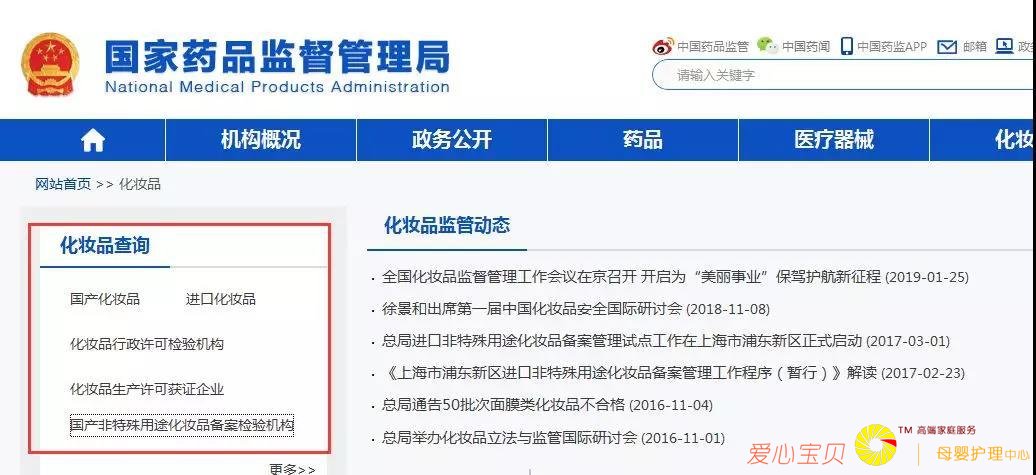 国家药品监督管理局
National Medical Products Administration
中国药品监管 中国药闻 中国药监APP 邮箱
请输入关键字
机构概况 政务公开 药品 医疗器械 化妆
网站首页 >> 化妆品
化妆品查询
国产化妆品 进口化妆品
化妆品行政许可检验机构
化妆品生产许可获证企业
国产非特殊用途化妆品备案检验机构
更多>>
化妆品监管动态
全国化妆品监督管理工作会议在京召开 开启为“美丽事业”保驾护航新征程 (2019-01-25)
徐景和出席第一届中国化妆品安全国际研讨会 (2018-11-08)
总局进口非特殊用途化妆品备案管理试点工作在上海市浦东新区正式启动 (2017-03-01)
《上海市浦东新区进口非特殊用途化妆品备案管理工作程序（暂行）》解读 (2017-02-23)
总局通告50批次面膜类化妆品不合格 (2016-11-04)
总局举办化妆品立法与监管国际研讨会 (2016-11-01)
爱心宝贝 TM 高端家庭服务
母婴护理中心